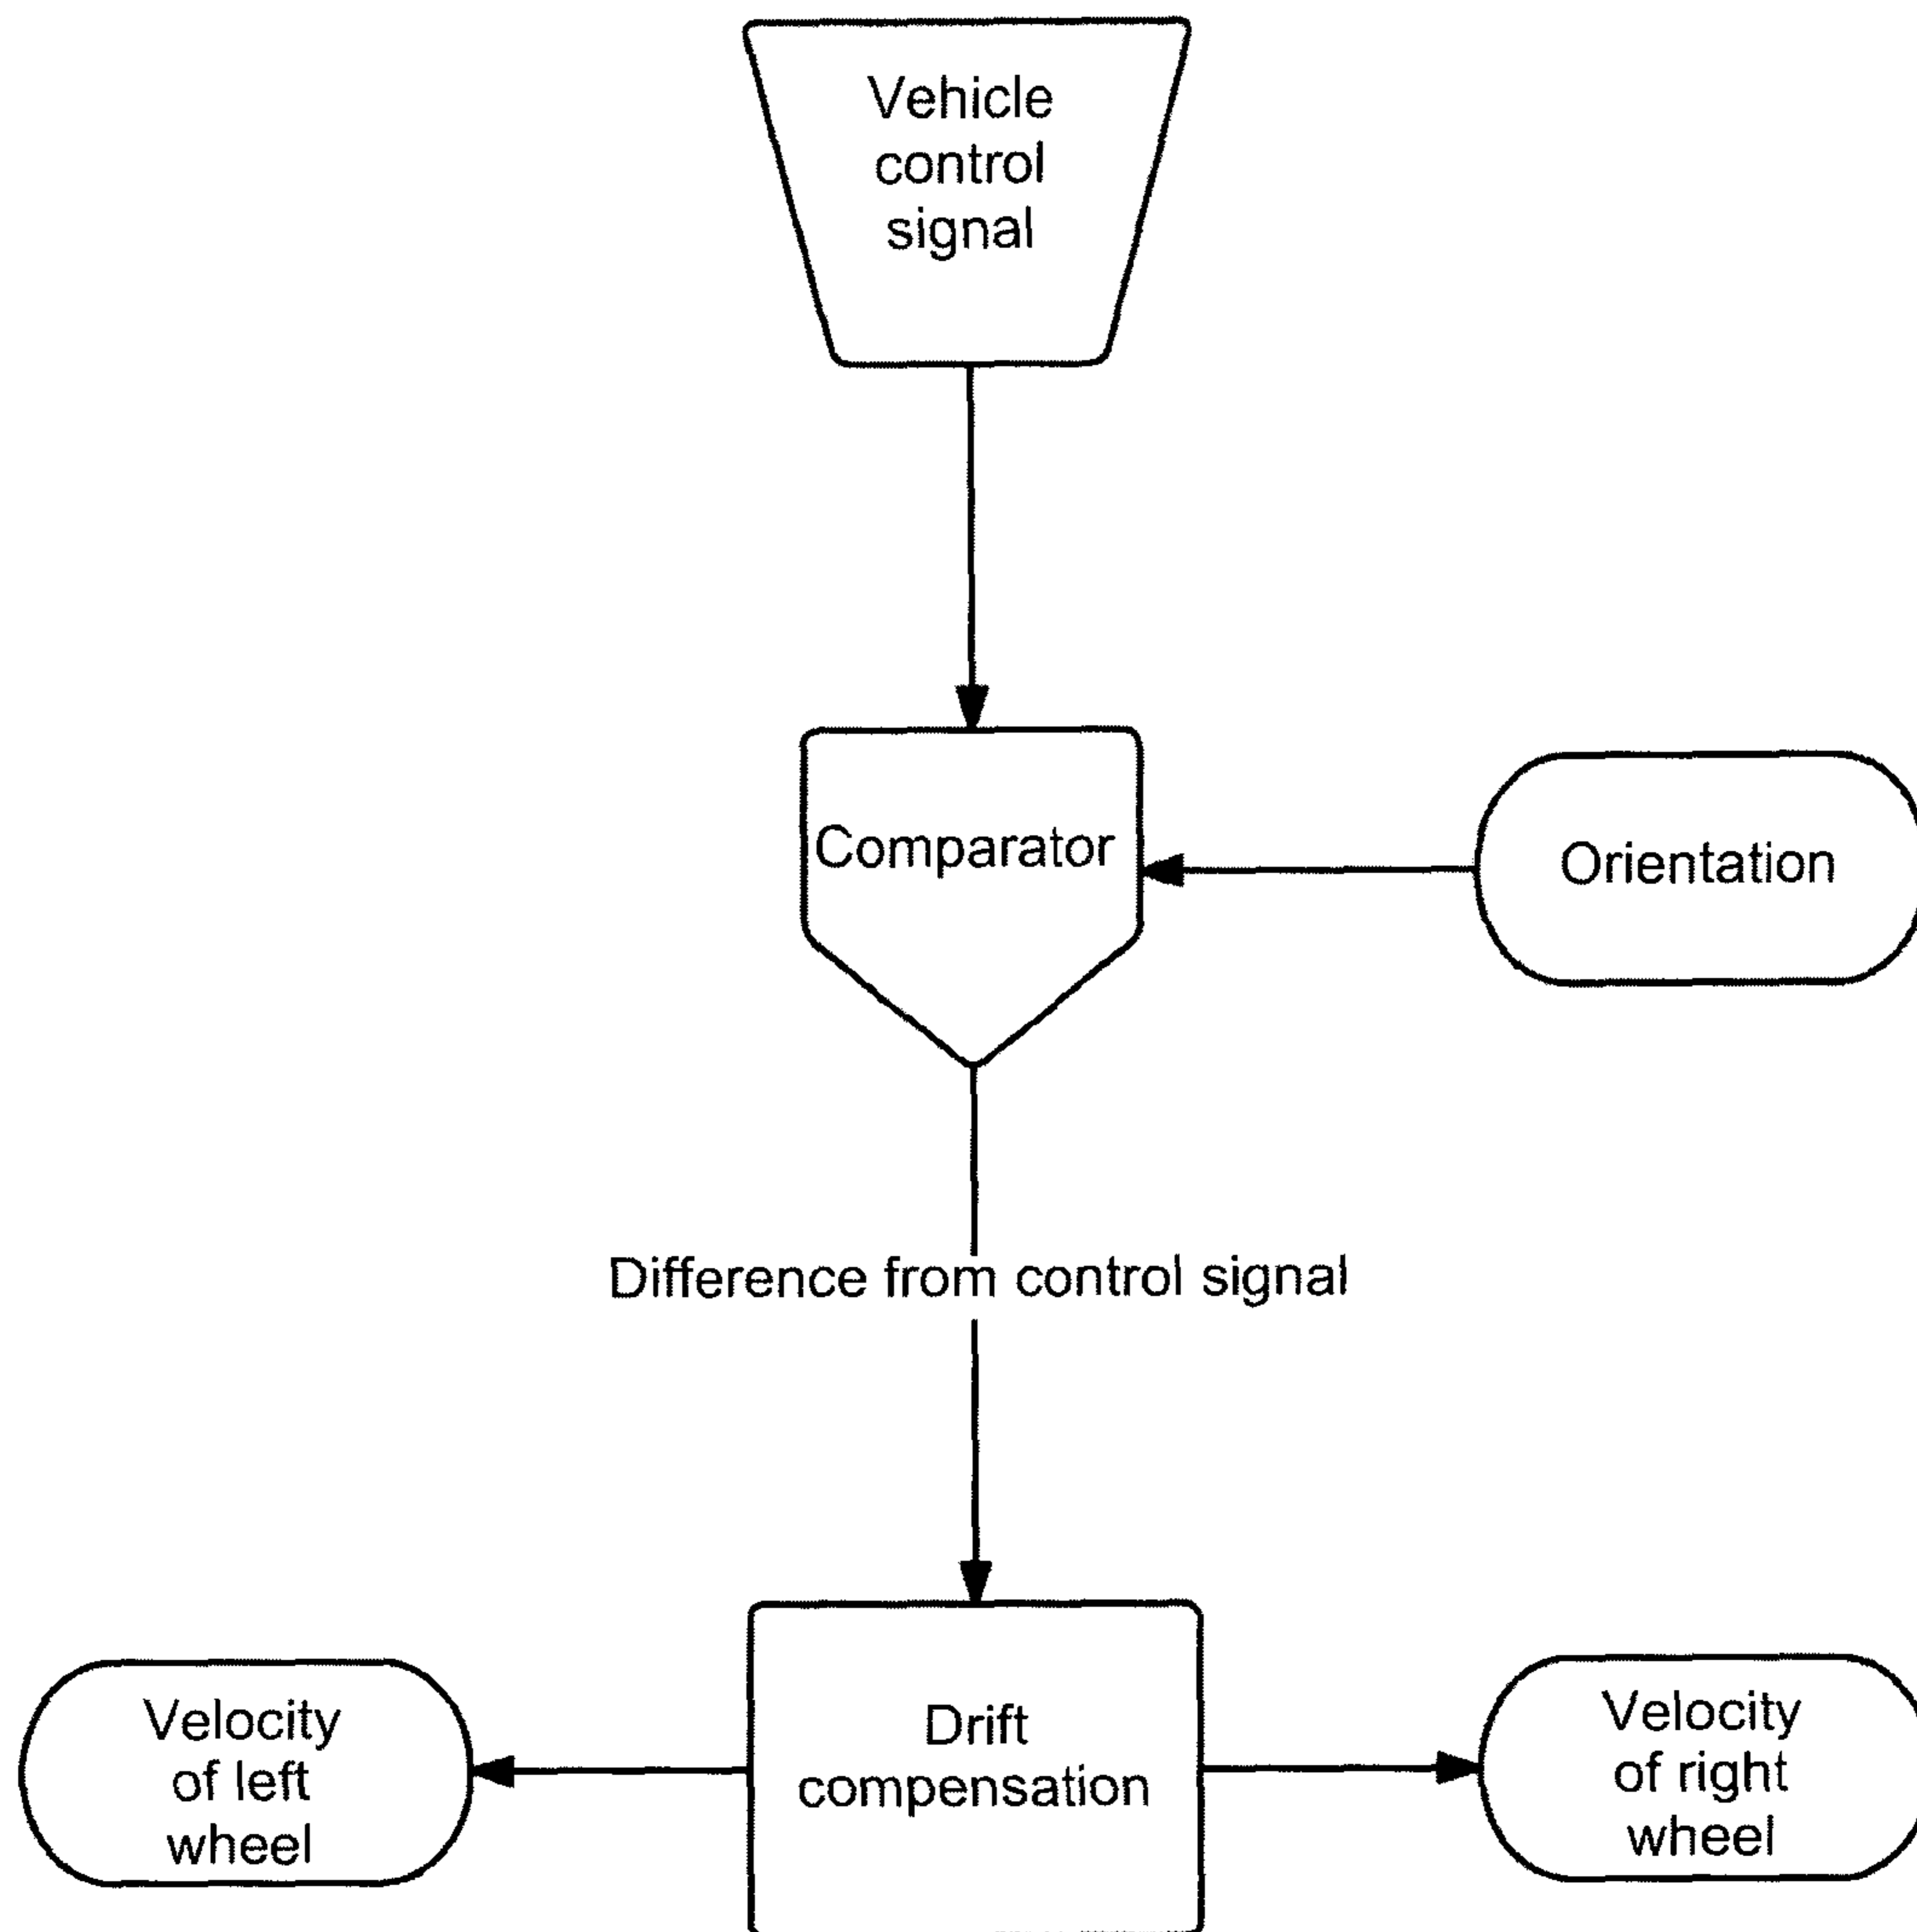 Vehicle
control
signal
Comparator
Orientation
Difference from control signal
Velocity
of left
wheel
Drift
compensation
Velocity
of right
wheel